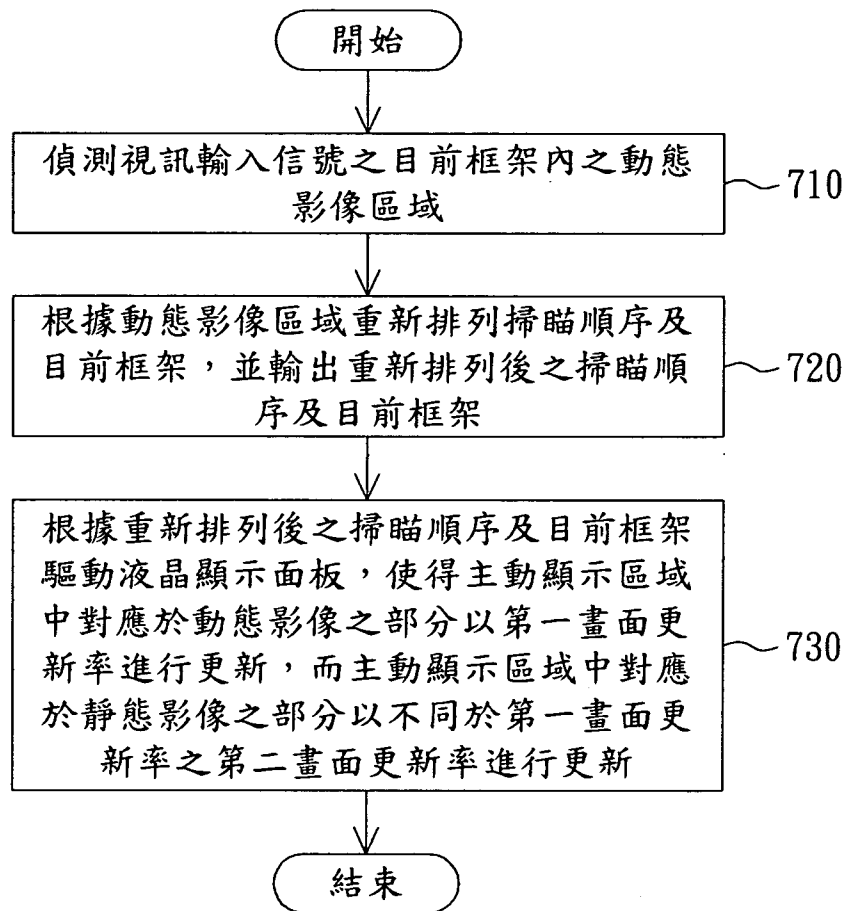 開始
偵測視訊輸入信號之目前框架內之動態
影像區域
710
根據動態影像區域重新排列掃瞄順序及
目前框架，並輸出重新排列後之掃瞄順
序及目前框架
720
根據重新排列後之掃瞄順序及目前框架
驅動液晶顯示面板，使得主動顯示區域
中對應於動態影像之部分以第一畫面更
新率進行更新，而主動顯示區域中對應
於靜態影像之部分以不同於第一畫面更
新率之第二畫面更新率進行更新
730
結束